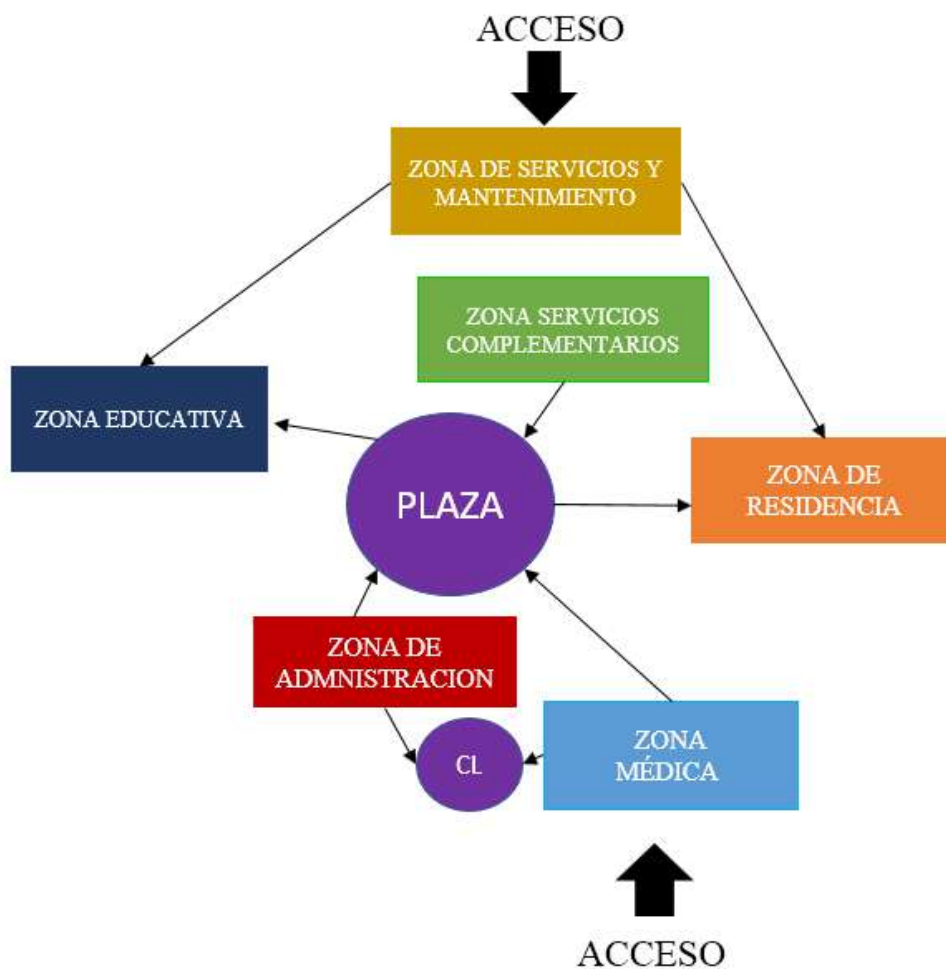 ACCESO
ZONA DE SERVICIOS Y
MANTENIMIENTO
ZONA SERVICIOS
COMPLEMENTARIOS
ZONA EDUCATIVA
PLAZA
ZONA DE
RESIDENCIA
ZONA DE
ADMNISTRACION
CL
ZONA
MÉDICA
ACCESO